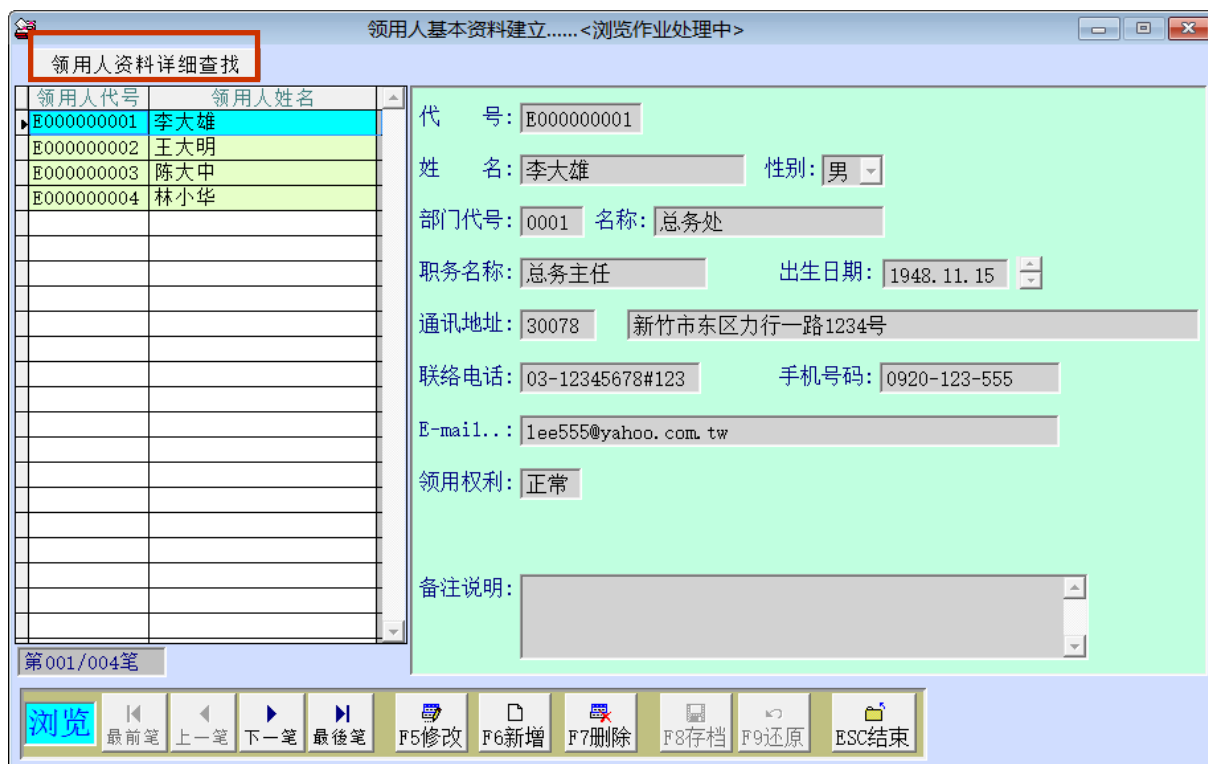 领用人基本资料建立......<浏览作业处理中>
领用人资料详细查找
领用人代号 领用人姓名
E000000001 李大雄
E000000002 王大明
E000000003 陈大中
E000000004 林小华
第001/004笔
代 号: E000000001
姓 名: 李大雄 性别: 男
部门代号: 0001 名称: 总务处
职务名称: 总务主任 出生日期: 1948.11.15
通讯地址: 30078 新竹市东区力行一路1234号
联络电话: 03-12345678#123 手机号码: 0920-123-555
E-mail..: lee555@yahoo.com.tw
领用权利: 正常
备注说明:
浏览 最前笔 上一笔 下一笔 最後笔 F5修改 F6新增 F7删除 F8存档 F9还原 ESC结束